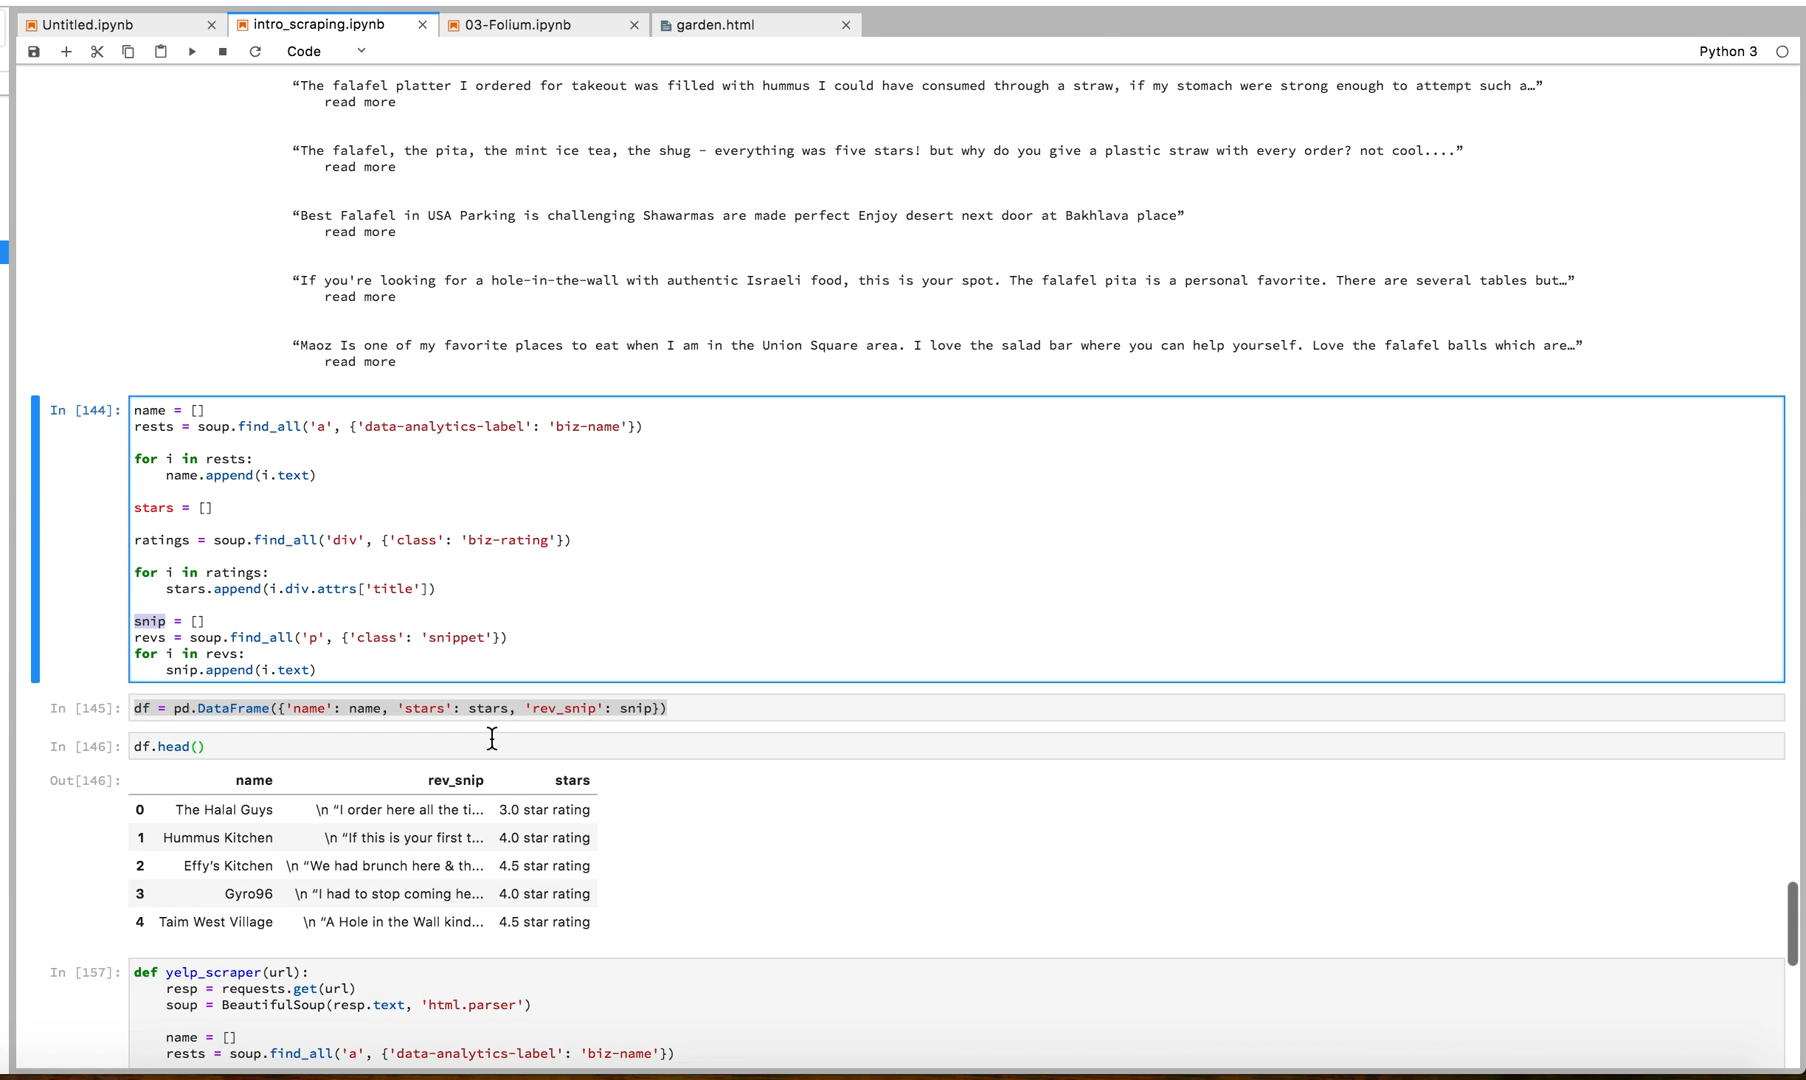 Untitled.ipynb
intro_scraping.ipynb
03-Folium.ipynb
garden.html
Code
Python 3
“The falafel platter I ordered for takeout was filled with hummus I could have consumed through a straw, if my stomach were strong enough to attempt such a…”
read more
“The falafel, the pita, the mint ice tea, the shug - everything was five stars! but why do you give a plastic straw with every order? not cool....”
read more
“Best Falafel in USA Parking is challenging Shawarmas are made perfect Enjoy desert next door at Bakhlava place”
read more
“If you're looking for a hole-in-the-wall with authentic Israeli food, this is your spot. The falafel pita is a personal favorite. There are several tables but…”
read more
“Maoz Is one of my favorite places to eat when I am in the Union Square area. I love the salad bar where you can help yourself. Love the falafel balls which are…”
read more
In [144]: name = []
rests = soup.find_all('a', {'data-analytics-label': 'biz-name'})
for i in rests:
    name.append(i.text)
stars = []
ratings = soup.find_all('div', {'class': 'biz-rating'})
for i in ratings:
    stars.append(i.div.attrs['title'])
snip = []
revs = soup.find_all('p', {'class': 'snippet'})
for i in revs:
    snip.append(i.text)
In [145]: df = pd.DataFrame({'name': name, 'stars': stars, 'rev_snip': snip})
In [146]: df.head()
Out[146]: name rev_snip stars
0 The Halal Guys \n “I order here all the ti... 3.0 star rating
1 Hummus Kitchen \n “If this is your first t... 4.0 star rating
2 Effy’s Kitchen \n “We had brunch here & th... 4.5 star rating
3 Gyro96 \n “I had to stop coming he... 4.0 star rating
4 Taim West Village \n “A Hole in the Wall kind... 4.5 star rating
In [157]: def yelp_scraper(url):
    resp = requests.get(url)
    soup = BeautifulSoup(resp.text, 'html.parser')
    name = []
    rests = soup.find_all('a', {'data-analytics-label': 'biz-name'})